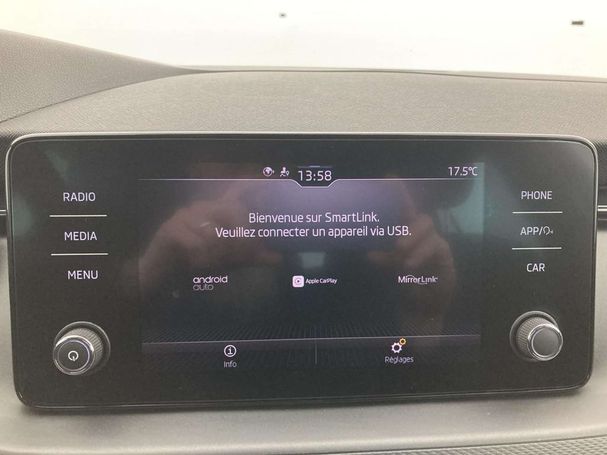 13:58
17.5°C
RADIO
MEDIA
MENU
Bienvenue sur SmartLink.
Veuillez connecter un appareil via USB.
android
auto
Apple CarPlay
MirrorLink
Info
Réglages
PHONE
APP/
CAR